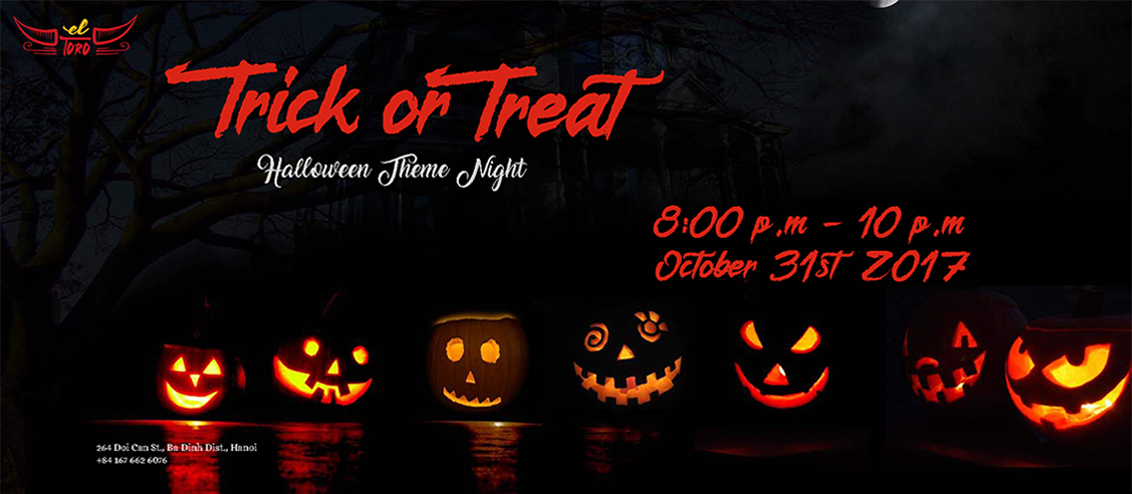 el
TORO
Trick or Treat
Halloween Theme Night
8:00 p.m - 10 p.m
October 31st 2017
264 Doi Can St., Ba Dinh Dist., Hanoi
+84 167 662 6076